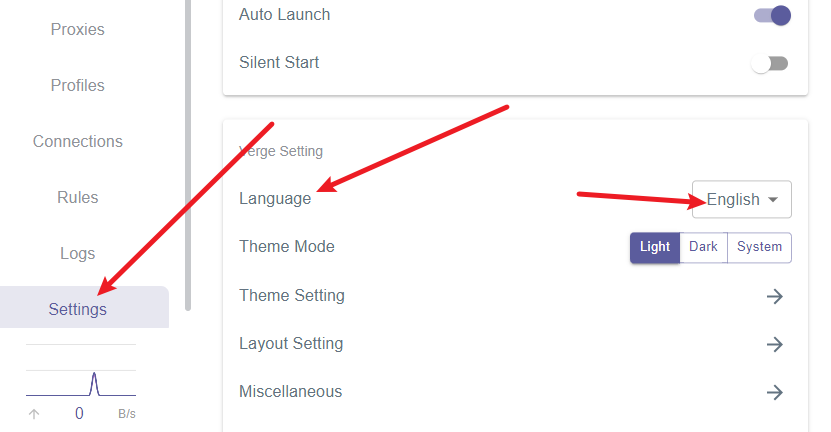 Proxies
Profiles
Connections
Rules
Logs
Settings
0 B/s
Auto Launch
Silent Start
Verge Setting
Language English
Theme Mode Light Dark System
Theme Setting
Layout Setting
Miscellaneous